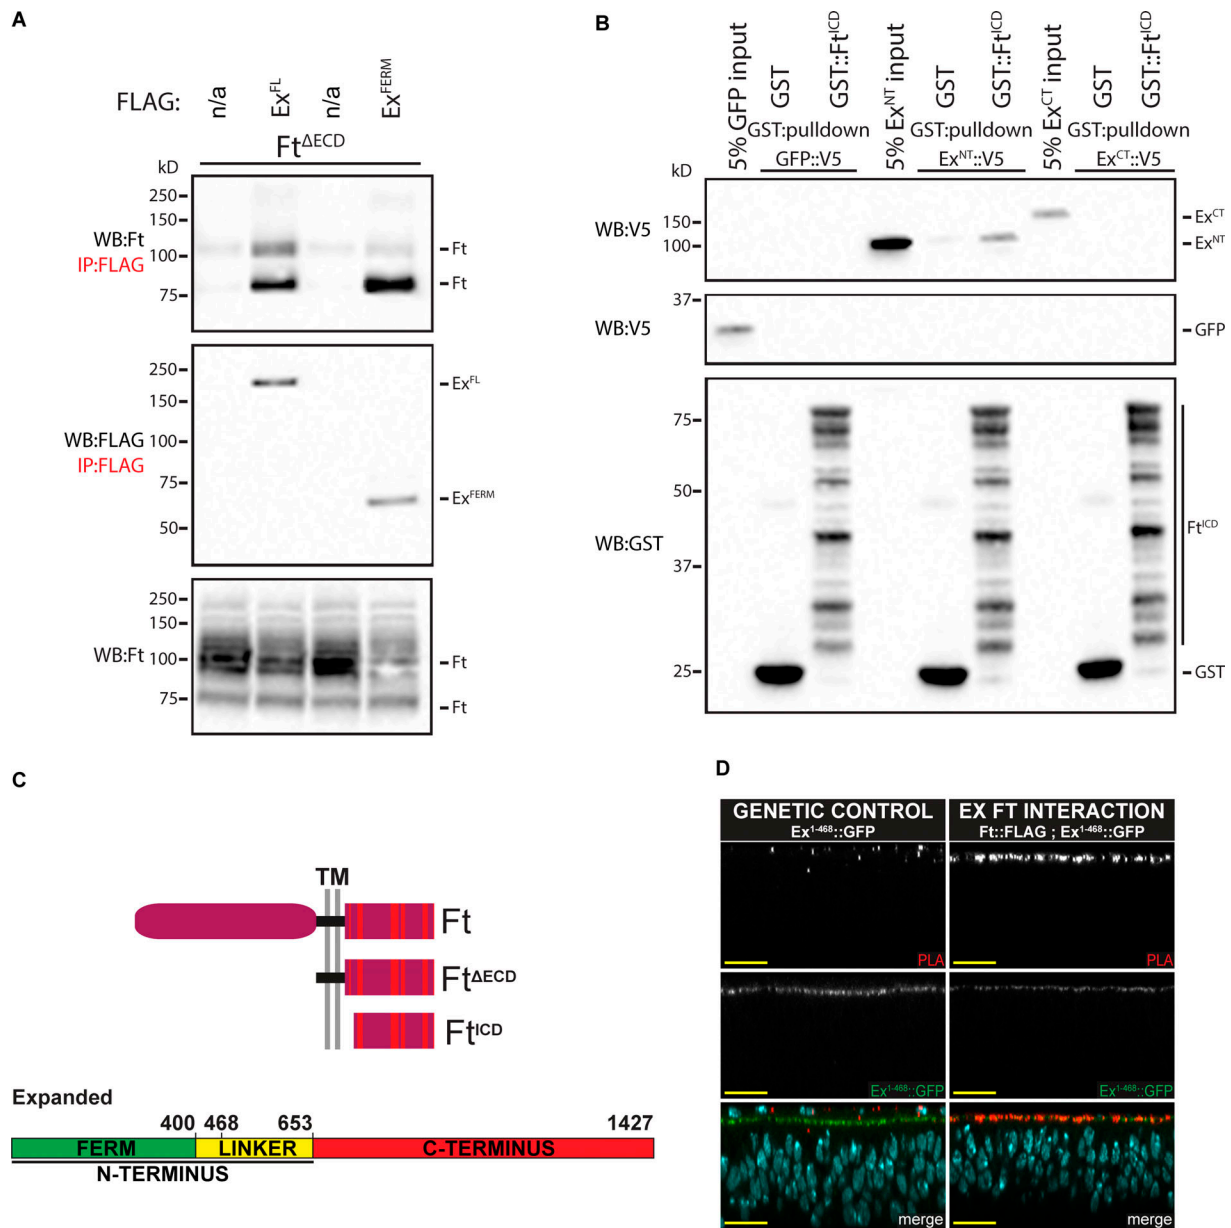 A
FLAG: n/a Ex^FL n/a Ex^FERM
Ft^ΔECD
kD
250
150
WB:Ft
IP:FLAG
100
75
Ft
Ft
250
150
WB:FLAG
IP:FLAG
100
75
50
Ex^FL
Ex^FERM
250
150
WB:Ft
100
75
Ft
Ft
B
5% GFP input GST GST::Ft^ICD 5% Ex^NT input GST GST::Ft^ICD 5% Ex^CT input GST GST::Ft^ICD
GST:pulldown GST:pulldown GST:pulldown
GFP::V5 Ex^NT::V5 Ex^CT::V5
kD
WB:V5
150
100
Ex^CT
Ex^NT
37
WB:V5
GFP
75
50
WB:GST
37
25
Ft^ICD
GST
C
TM
Ft
Ft^ΔECD
Ft^ICD
Expanded
400 468 653 1427
FERM LINKER C-TERMINUS
N-TERMINUS
D
GENETIC CONTROL EX FT INTERACTION
Ex^1-468::GFP Ft::FLAG ; Ex^1-468::GFP
PLA PLA
Ex^1-468::GFP Ex^1-468::GFP
merge merge